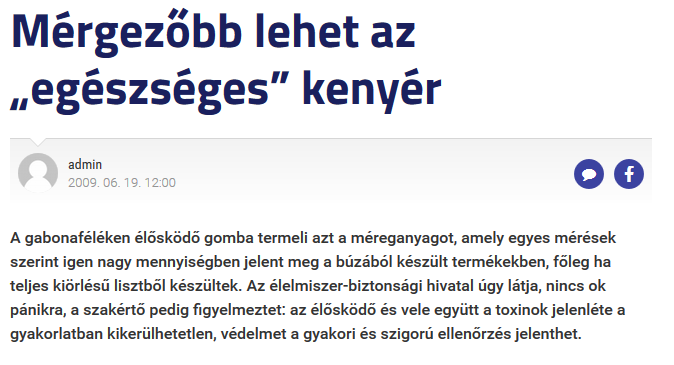 Mérgezőbb lehet az
„egészséges” kenyér
admin
2009. 06. 19. 12:00
A gabonaféléken élősködő gomba termeli azt a méreganyagot, amely egyes mérések
szerint igen nagy mennyiségben jelent meg a búzából készült termékekben, főleg ha
teljes kiőrlésű lisztből készültek. Az élelmiszer-biztonsági hivatal úgy látja, nincs ok
pánikra, a szakértő pedig figyelmeztet: az élősködő és vele együtt a toxinok jelenléte a
gyakorlatban kikerülhetetlen, védelmet a gyakori és szigorú ellenőrzés jelenthet.